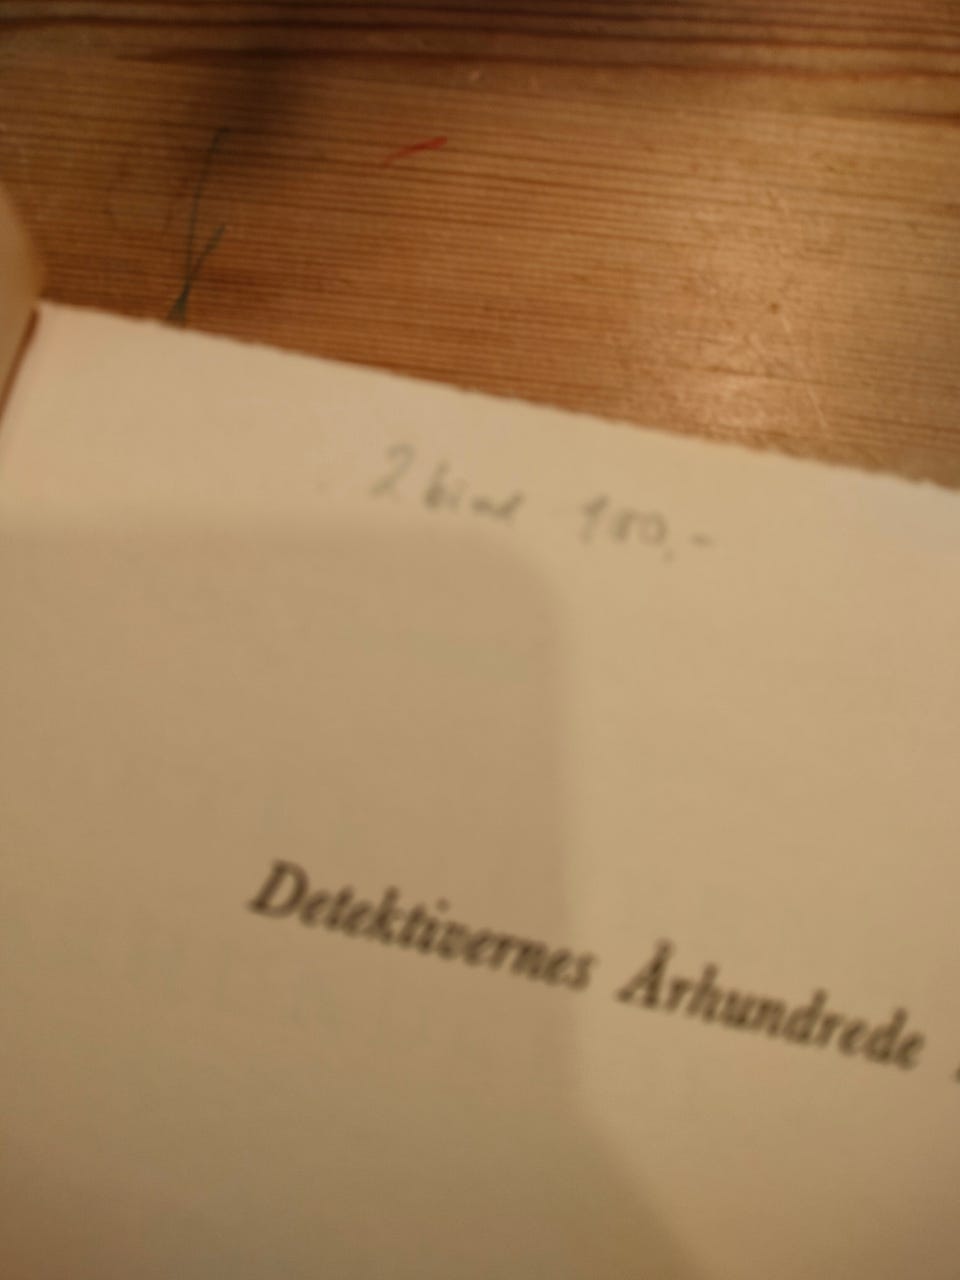 2 bind 100,-
Detektivernes Århundrede